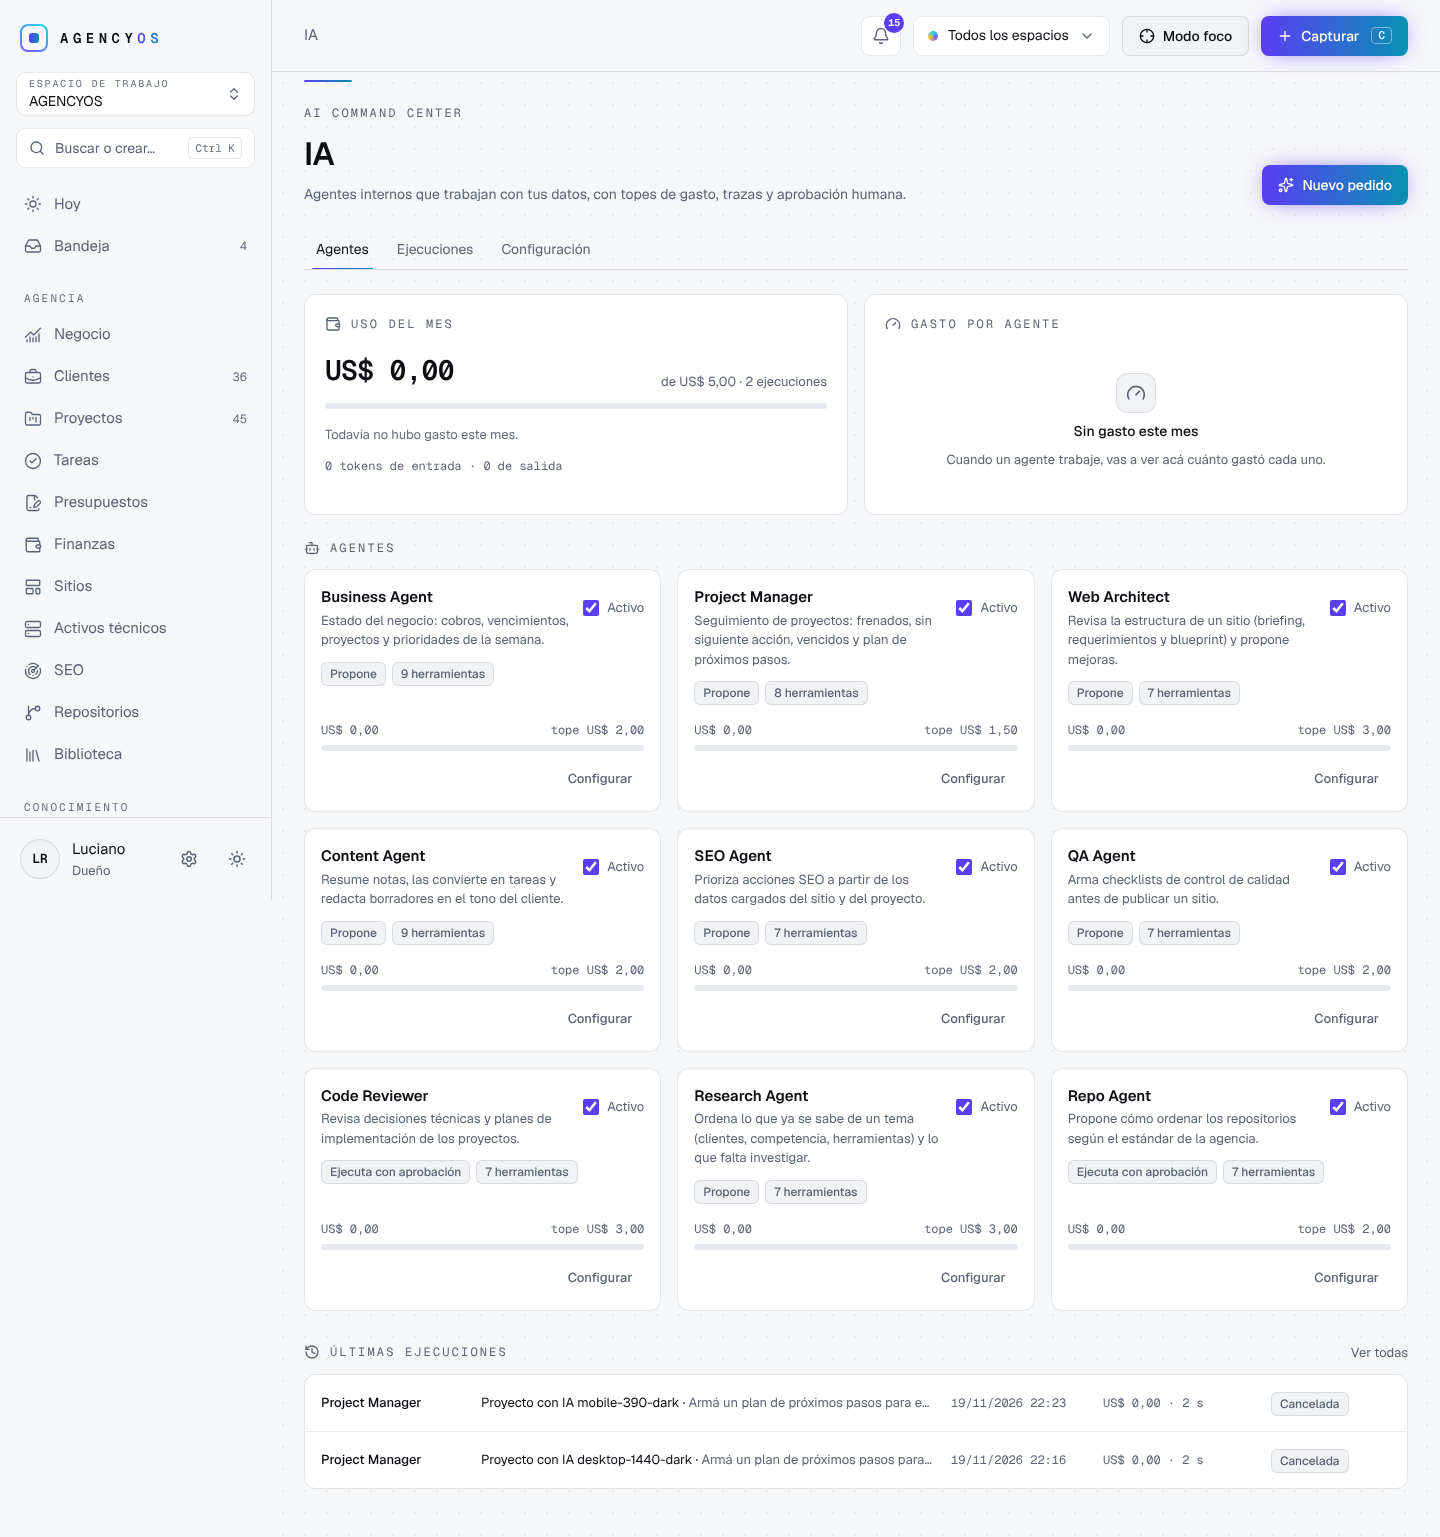 AGENCYOS
ESPACIO DE TRABAJO
AGENCYOS
Buscar o crear... Ctrl K
Hoy
Bandeja 4
AGENCIA
Negocio
Clientes 36
Proyectos 45
Tareas
Presupuestos
Finanzas
Sitios
Activos técnicos
SEO
Repositorios
Biblioteca
CONOCIMIENTO
LR
Luciano
Dueño
IA
15
Todos los espacios
Modo foco
Capturar C
AI COMMAND CENTER
IA
Agentes internos que trabajan con tus datos, con topes de gasto, trazas y aprobación humana.
Nuevo pedido
Agentes Ejecuciones Configuración
USO DEL MES
US$ 0,00
de US$ 5,00 · 2 ejecuciones
Todavía no hubo gasto este mes.
0 tokens de entrada · 0 de salida
GASTO POR AGENTE
Sin gasto este mes
Cuando un agente trabaje, vas a ver acá cuánto gastó cada uno.
AGENTES
Business Agent
Activo
Estado del negocio: cobros, vencimientos,
proyectos y prioridades de la semana.
Propone 9 herramientas
US$ 0,00 tope US$ 2,00
Configurar
Project Manager
Activo
Seguimiento de proyectos: frenados, sin
siguiente acción, vencidos y plan de
próximos pasos.
Propone 8 herramientas
US$ 0,00 tope US$ 1,50
Configurar
Web Architect
Activo
Revisa la estructura de un sitio (briefing,
requerimientos y blueprint) y propone
mejoras.
Propone 7 herramientas
US$ 0,00 tope US$ 3,00
Configurar
Content Agent
Activo
Resume notas, las convierte en tareas y
redacta borradores en el tono del cliente.
Propone 9 herramientas
US$ 0,00 tope US$ 2,00
Configurar
SEO Agent
Activo
Prioriza acciones SEO a partir de los
datos cargados del sitio y del proyecto.
Propone 7 herramientas
US$ 0,00 tope US$ 2,00
Configurar
QA Agent
Activo
Arma checklists de control de calidad
antes de publicar un sitio.
Propone 7 herramientas
US$ 0,00 tope US$ 2,00
Configurar
Code Reviewer
Activo
Revisa decisiones técnicas y planes de
implementación de los proyectos.
Ejecuta con aprobación 7 herramientas
US$ 0,00 tope US$ 3,00
Configurar
Research Agent
Activo
Ordena lo que ya se sabe de un tema
(clientes, competencia, herramientas) y lo
que falta investigar.
Propone 7 herramientas
US$ 0,00 tope US$ 3,00
Configurar
Repo Agent
Activo
Propone cómo ordenar los repositorios
según el estándar de la agencia.
Ejecuta con aprobación 7 herramientas
US$ 0,00 tope US$ 2,00
Configurar
ÚLTIMAS EJECUCIONES
Ver todas
Project Manager Proyecto con IA mobile-390-dark · Armá un plan de próximos pasos para e... 19/11/2026 22:23 US$ 0,00 · 2 s Cancelada
Project Manager Proyecto con IA desktop-1440-dark · Armá un plan de próximos pasos para... 19/11/2026 22:16 US$ 0,00 · 2 s Cancelada